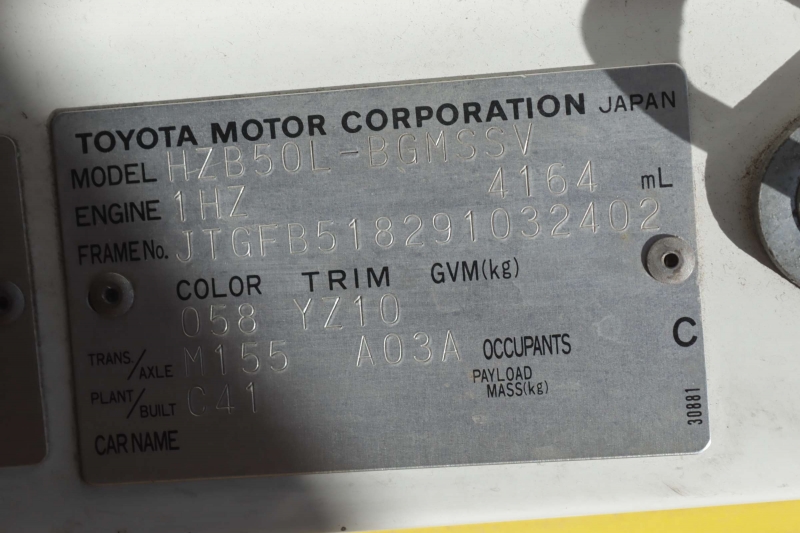 TOYOTA MOTOR CORPORATION JAPAN
MODEL HZB50L-BGMSSV
ENGINE 1HZ 4164 mL
FRAME No. JTGFB518291032402
COLOR TRIM GVM(kg)
058 YZ10
TRANS./AXLE M155 A03A OCCUPANTS
C
PAYLOAD
MASS(kg)
PLANT/BUILT C41
30881
CAR NAME